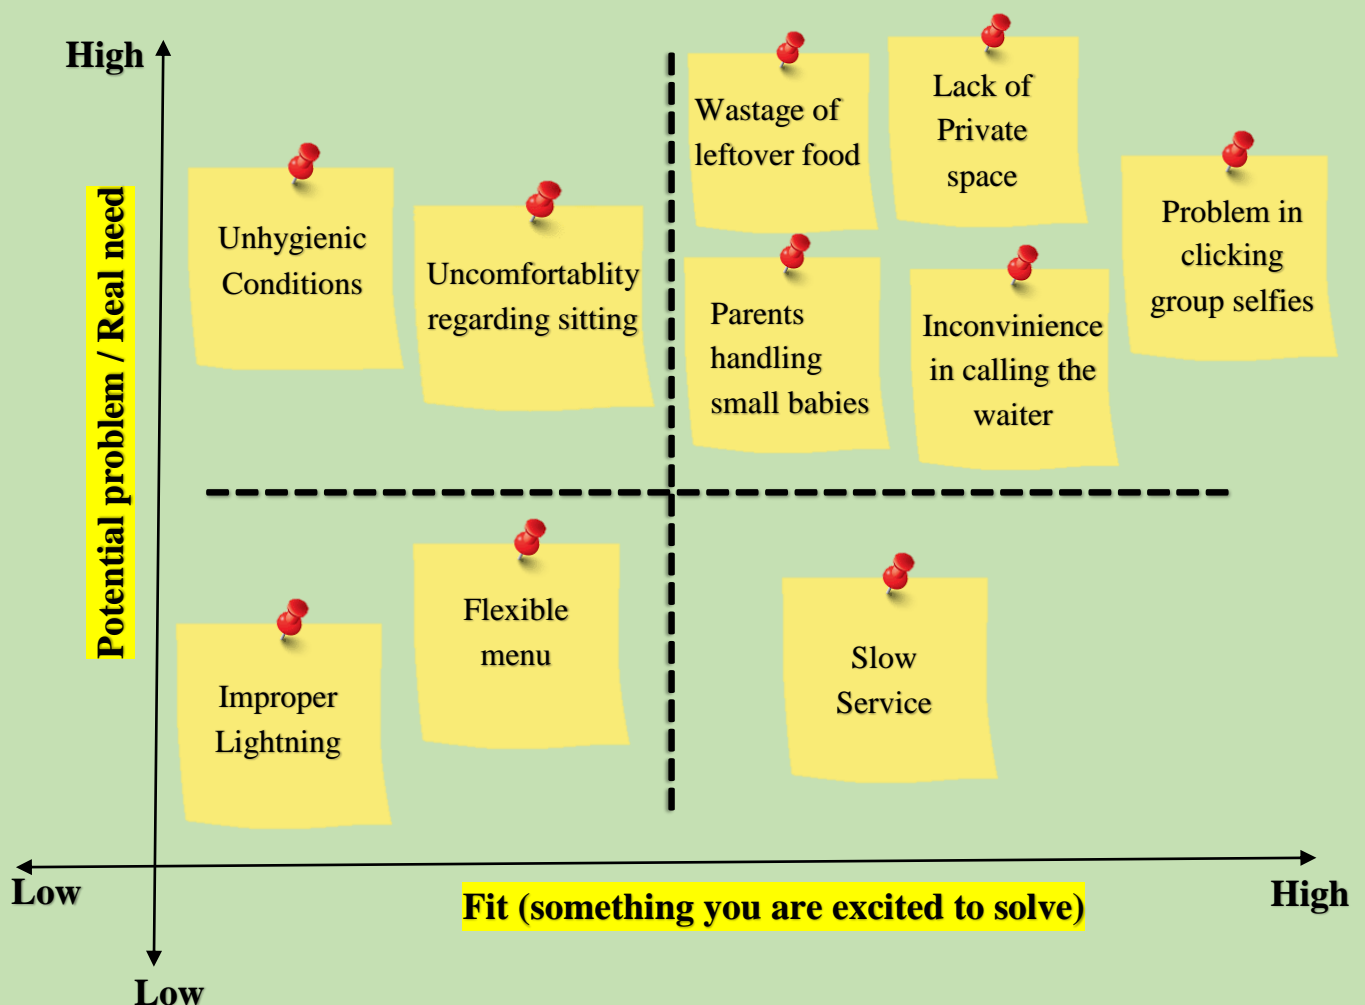 High
Potential problem / Real need
Unhygienic
Conditions
Uncomfortablity
regarding sitting
Wastage of
leftover food
Lack of
Private
space
Problem in
clicking
group selfies
Parents
handling
small babies
Inconvinience
in calling the
waiter
Improper
Lightning
Flexible
menu
Slow
Service
Low
Fit (something you are excited to solve)
High
Low